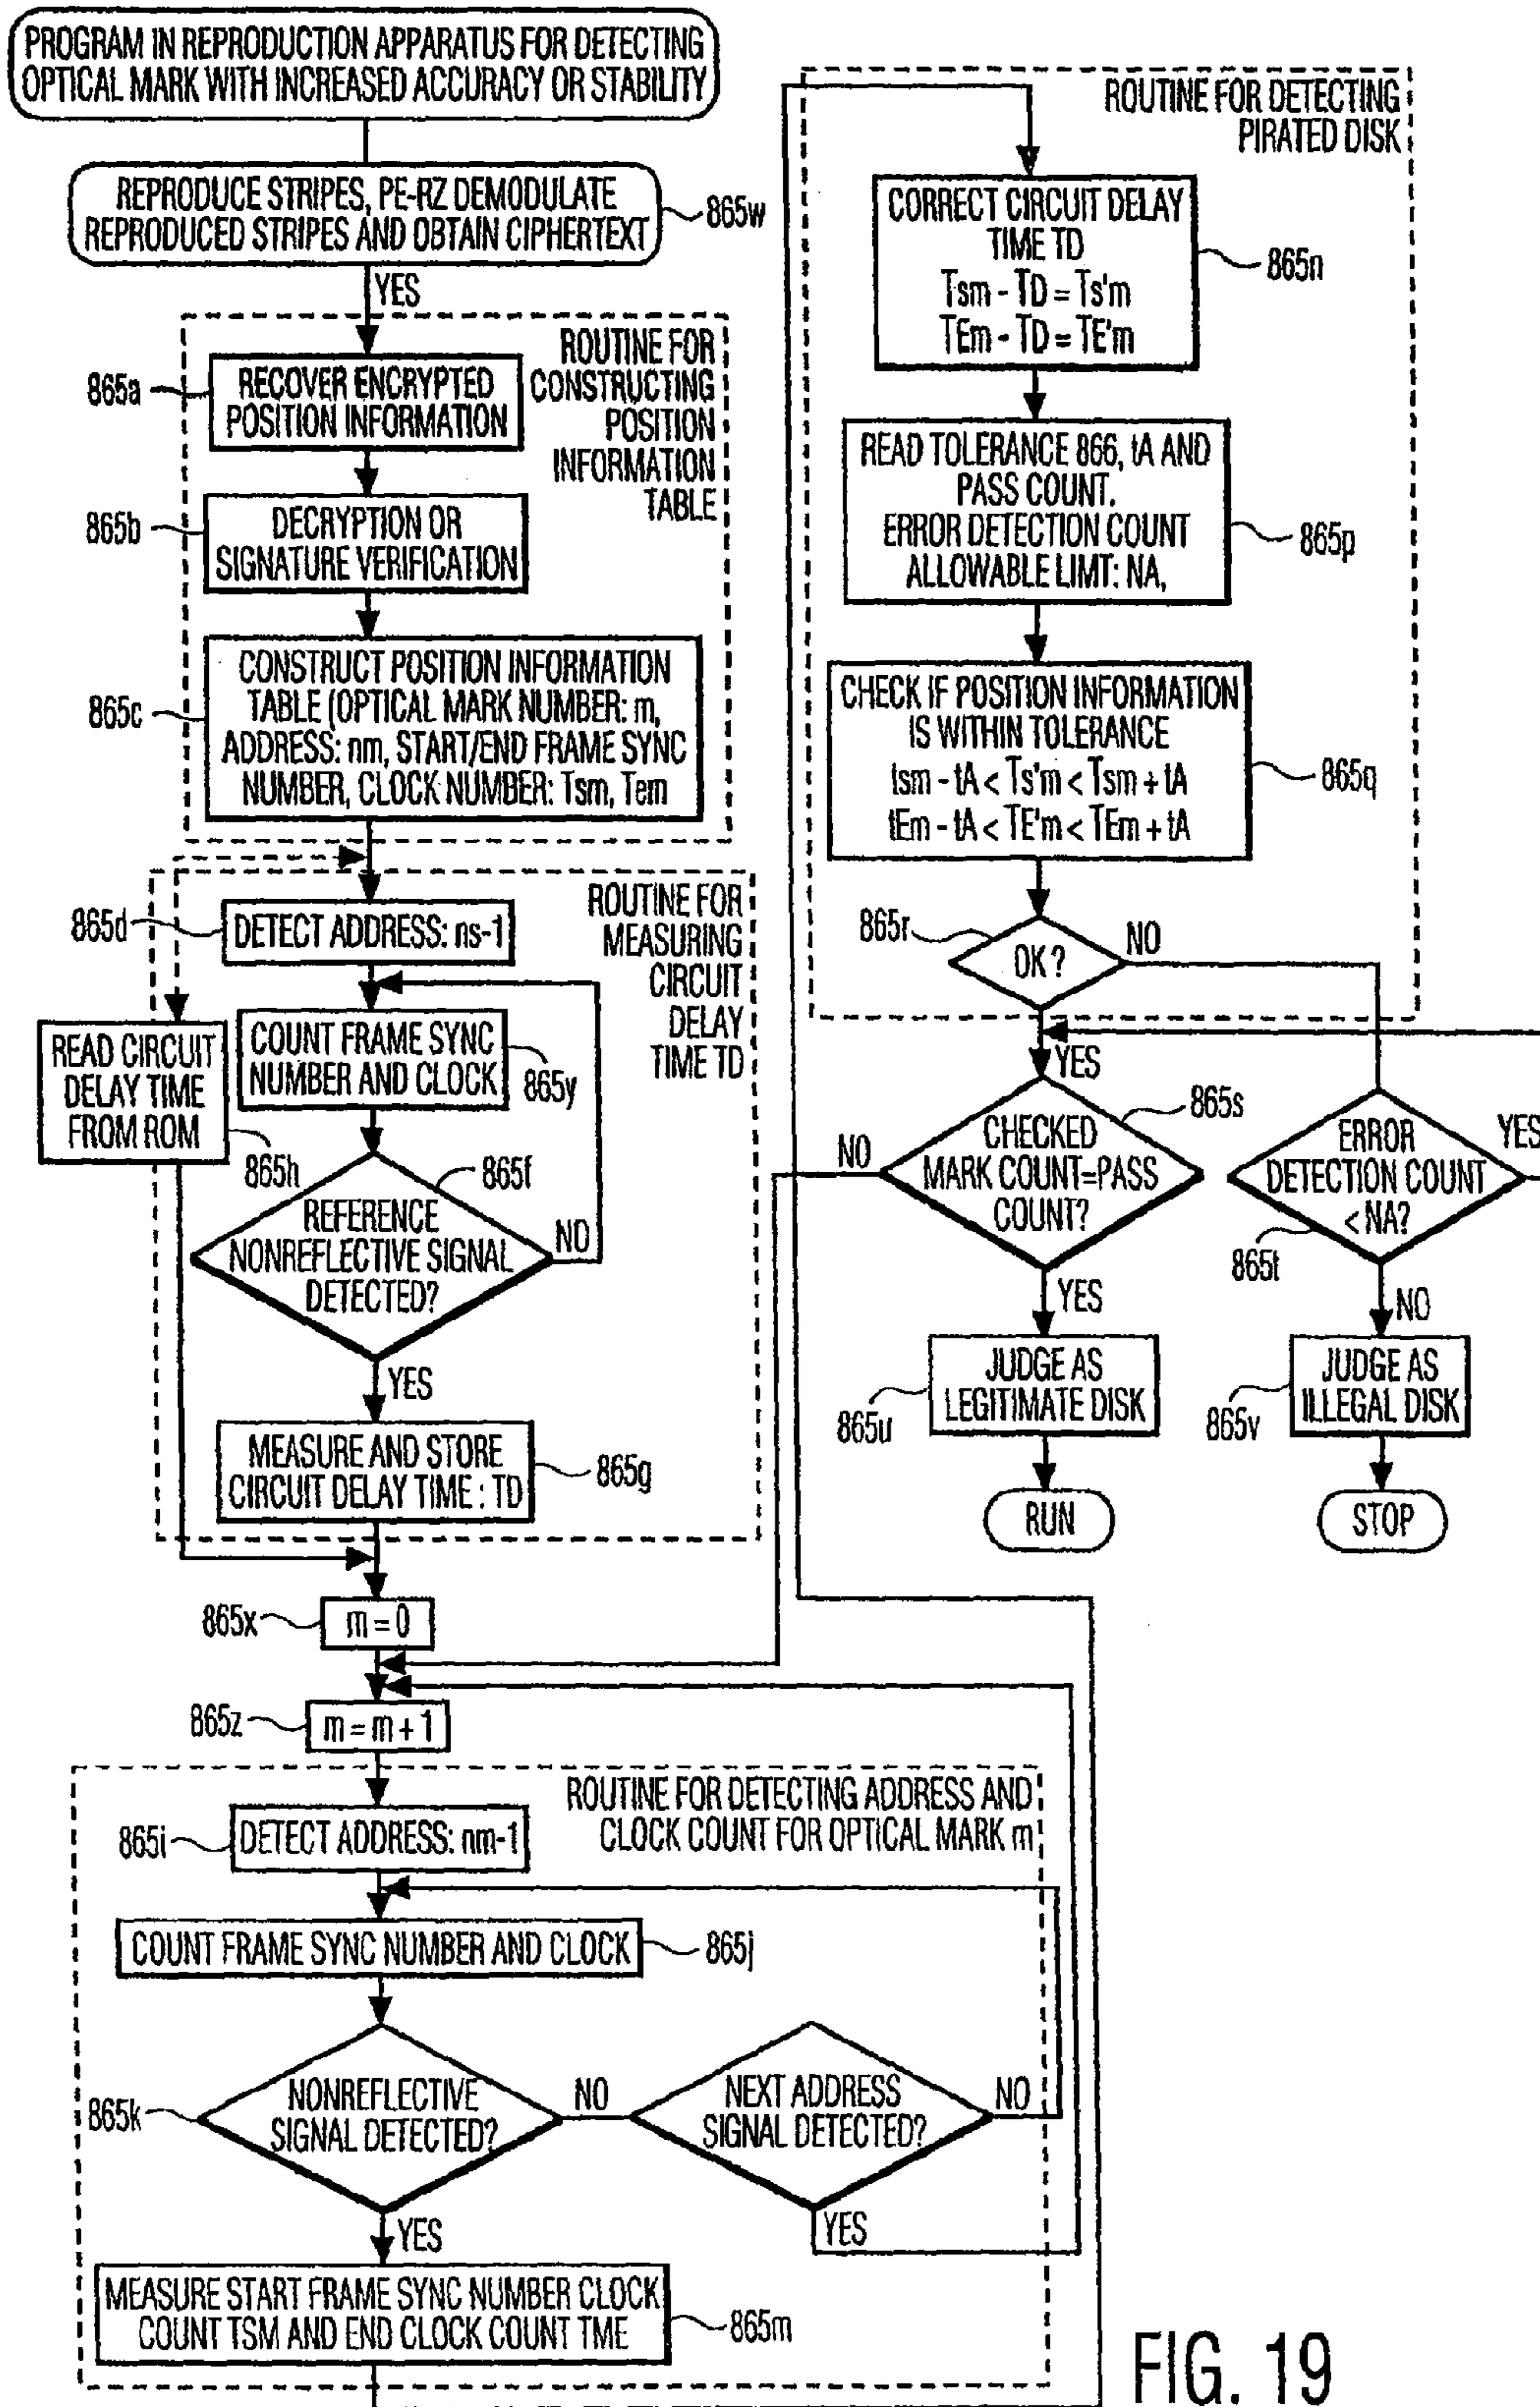 PROGRAM IN REPRODUCTION APPARATUS FOR DETECTING
OPTICAL MARK WITH INCREASED ACCURACY OR STABILITY
REPRODUCE STRIPES, PE-RZ DEMODULATE
REPRODUCED STRIPES AND OBTAIN CIPHERTEXT
865w
YES
ROUTINE FOR
CONSTRUCTING
POSITION
INFORMATION
TABLE
865a
RECOVER ENCRYPTED
POSITION INFORMATION
865b
DECRYPTION OR
SIGNATURE VERIFICATION
865c
CONSTRUCT POSITION INFORMATION
TABLE (OPTICAL MARK NUMBER: m,
ADDRESS: nm, START/END FRAME SYNC
NUMBER, CLOCK NUMBER: Tsm, Tem
ROUTINE FOR
MEASURING
CIRCUIT
DELAY
TIME TD
865d
DETECT ADDRESS: ns-1
COUNT FRAME SYNC
NUMBER AND CLOCK
865y
READ CIRCUIT
DELAY TIME
FROM ROM
865h
865f
REFERENCE
NONREFLECTIVE SIGNAL
DETECTED?
NO
YES
MEASURE AND STORE
CIRCUIT DELAY TIME : TD
865g
865x
m = 0
865z
m = m + 1
ROUTINE FOR DETECTING ADDRESS AND
CLOCK COUNT FOR OPTICAL MARK m
865i
DETECT ADDRESS: nm-1
COUNT FRAME SYNC NUMBER AND CLOCK
865j
865k
NONREFLECTIVE
SIGNAL DETECTED?
NO
NEXT ADDRESS
SIGNAL DETECTED?
NO
YES
YES
MEASURE START FRAME SYNC NUMBER CLOCK
COUNT TSM AND END CLOCK COUNT TME
865m
ROUTINE FOR DETECTING
PIRATED DISK
CORRECT CIRCUIT DELAY
TIME TD
Tsm - TD = Ts'm
TEm - TD = TE'm
865n
READ TOLERANCE 866, tA AND
PASS COUNT.
ERROR DETECTION COUNT
ALLOWABLE LIMT: NA,
865p
CHECK IF POSITION INFORMATION
IS WITHIN TOLERANCE
tsm - tA < Ts'm < Tsm + tA
tEm - tA < TE'm < TEm + tA
865q
865r
OK?
NO
YES
865s
CHECKED
MARK COUNT=PASS
COUNT?
NO
YES
ERROR
DETECTION COUNT
< NA?
YES
865t
NO
JUDGE AS
LEGITIMATE DISK
865u
JUDGE AS
ILLEGAL DISK
865v
RUN
STOP
FIG. 19